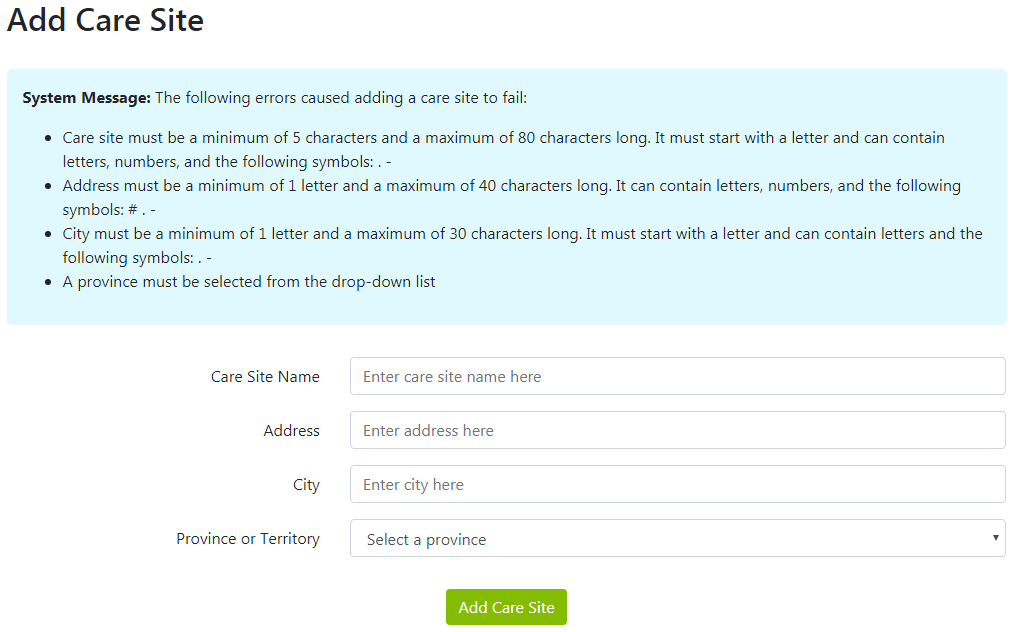 Add Care Site
System Message: The following errors caused adding a care site to fail:
• Care site must be a minimum of 5 characters and a maximum of 80 characters long. It must start with a letter and can contain
letters, numbers, and the following symbols: . -
• Address must be a minimum of 1 letter and a maximum of 40 characters long. It can contain letters, numbers, and the following
symbols: # . -
• City must be a minimum of 1 letter and a maximum of 30 characters long. It must start with a letter and can contain letters and the
following symbols: . -
• A province must be selected from the drop-down list
Care Site Name Enter care site name here
Address Enter address here
City Enter city here
Province or Territory Select a province
Add Care Site